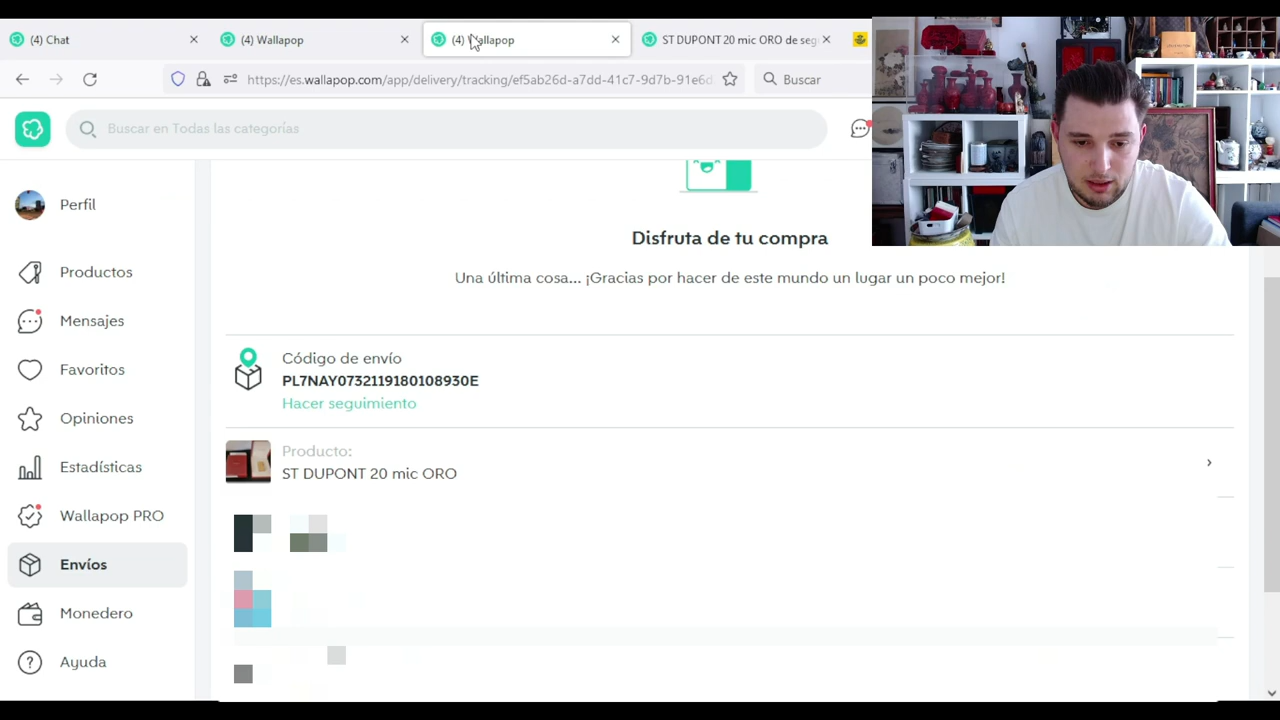 (4) Chat
(4) Wallapop
(4) Wallapop
ST DUPONT 20 mic ORO de seg
https://es.wallapop.com/app/delivery/tracking/ef5ab26d-a7dd-41c7-9d7b-91e6d
Buscar
Buscar en Todas las categorías
Perfil
Productos
Mensajes
Favoritos
Opiniones
Estadísticas
Wallapop PRO
Envíos
Monedero
Ayuda
Disfruta de tu compra
Una última cosa... ¡Gracias por hacer de este mundo un lugar un poco mejor!
Código de envío
PL7NAY0732119180108930E
Hacer seguimiento
Producto:
ST DUPONT 20 mic ORO